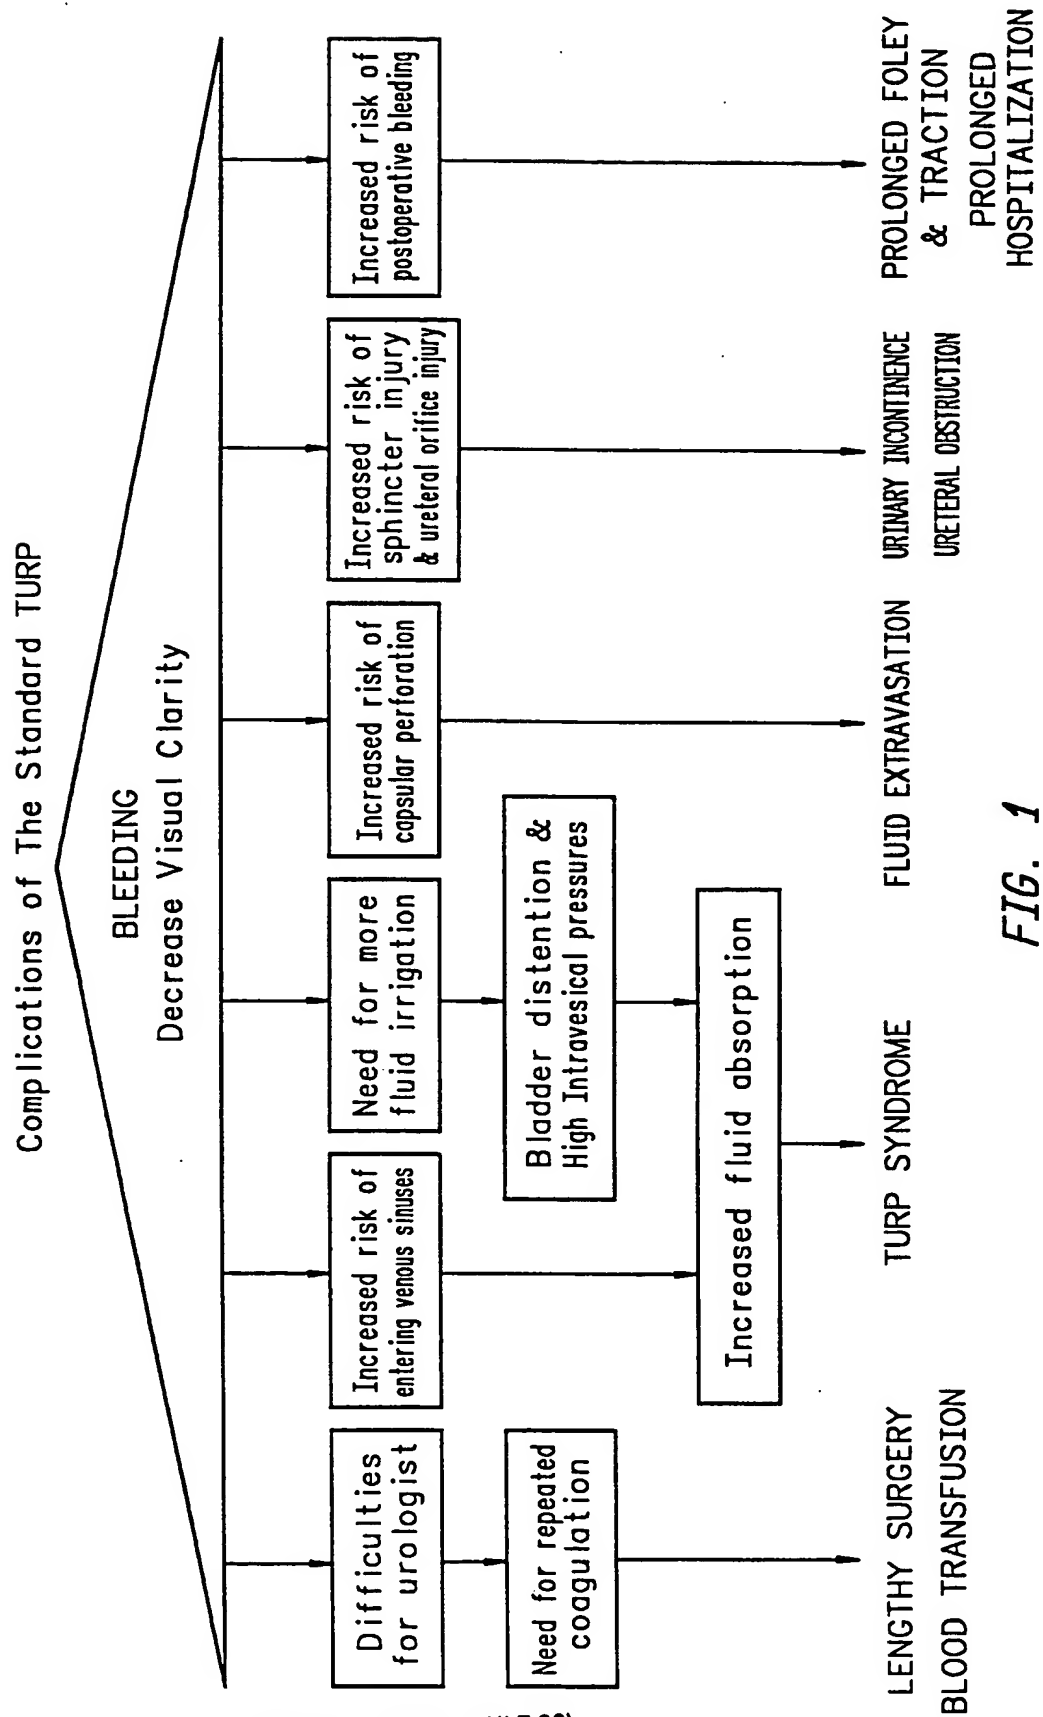 Complications of The Standard TURP
BLEEDING
Decrease Visual Clarity
Difficulties
for urologist
Increased risk of
entering venous sinuses
Need for more
fluid irrigation
Increased risk of
capsular perforation
Increased risk of
sphincter injury
& ureteral orifice injury
Increased risk of
postoperative bleeding
Need for repeated
coagulation
Bladder distention &
High Intravesical pressures
Increased fluid absorption
LENGTHY SURGERY
BLOOD TRANSFUSION
TURP SYNDROME
FLUID EXTRAVASATION
URINARY INCONTINENCE
URETERAL OBSTRUCTION
PROLONGED FOLEY
& TRACTION
PROLONGED
HOSPITALIZATION
FIG. 1